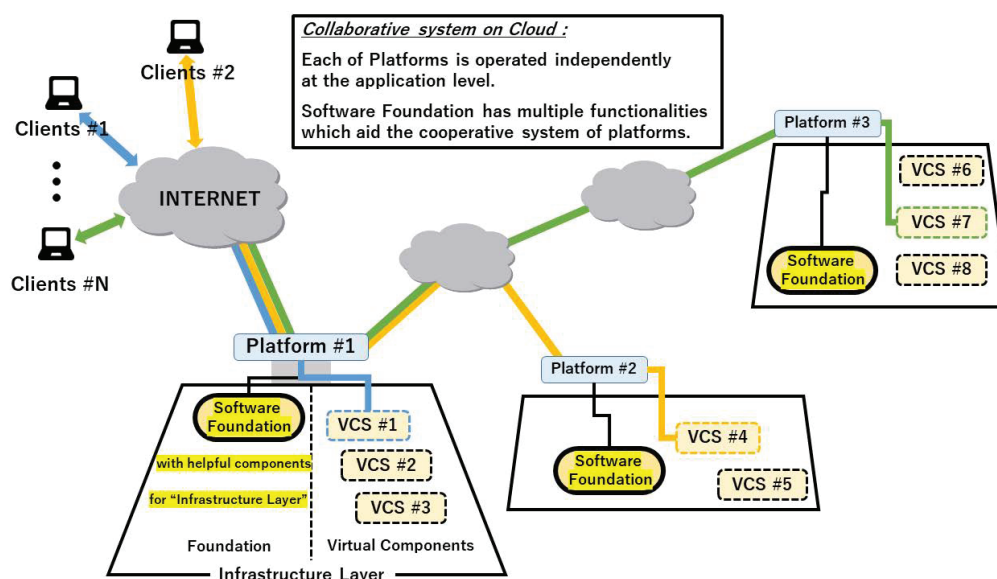 Collaborative system on Cloud :
Each of Platforms is operated independently
at the application level.
Software Foundation has multiple functionalities
which aid the cooperative system of platforms.
Clients #2
Clients #1
Clients #N
INTERNET
Platform #3
VCS #6
VCS #7
VCS #8
Software
Foundation
Platform #1
Software
Foundation
with helpful components
for “Infrastructure Layer”
VCS #1
VCS #2
VCS #3
Foundation
Virtual Components
Infrastructure Layer
Platform #2
Software
Foundation
VCS #4
VCS #5